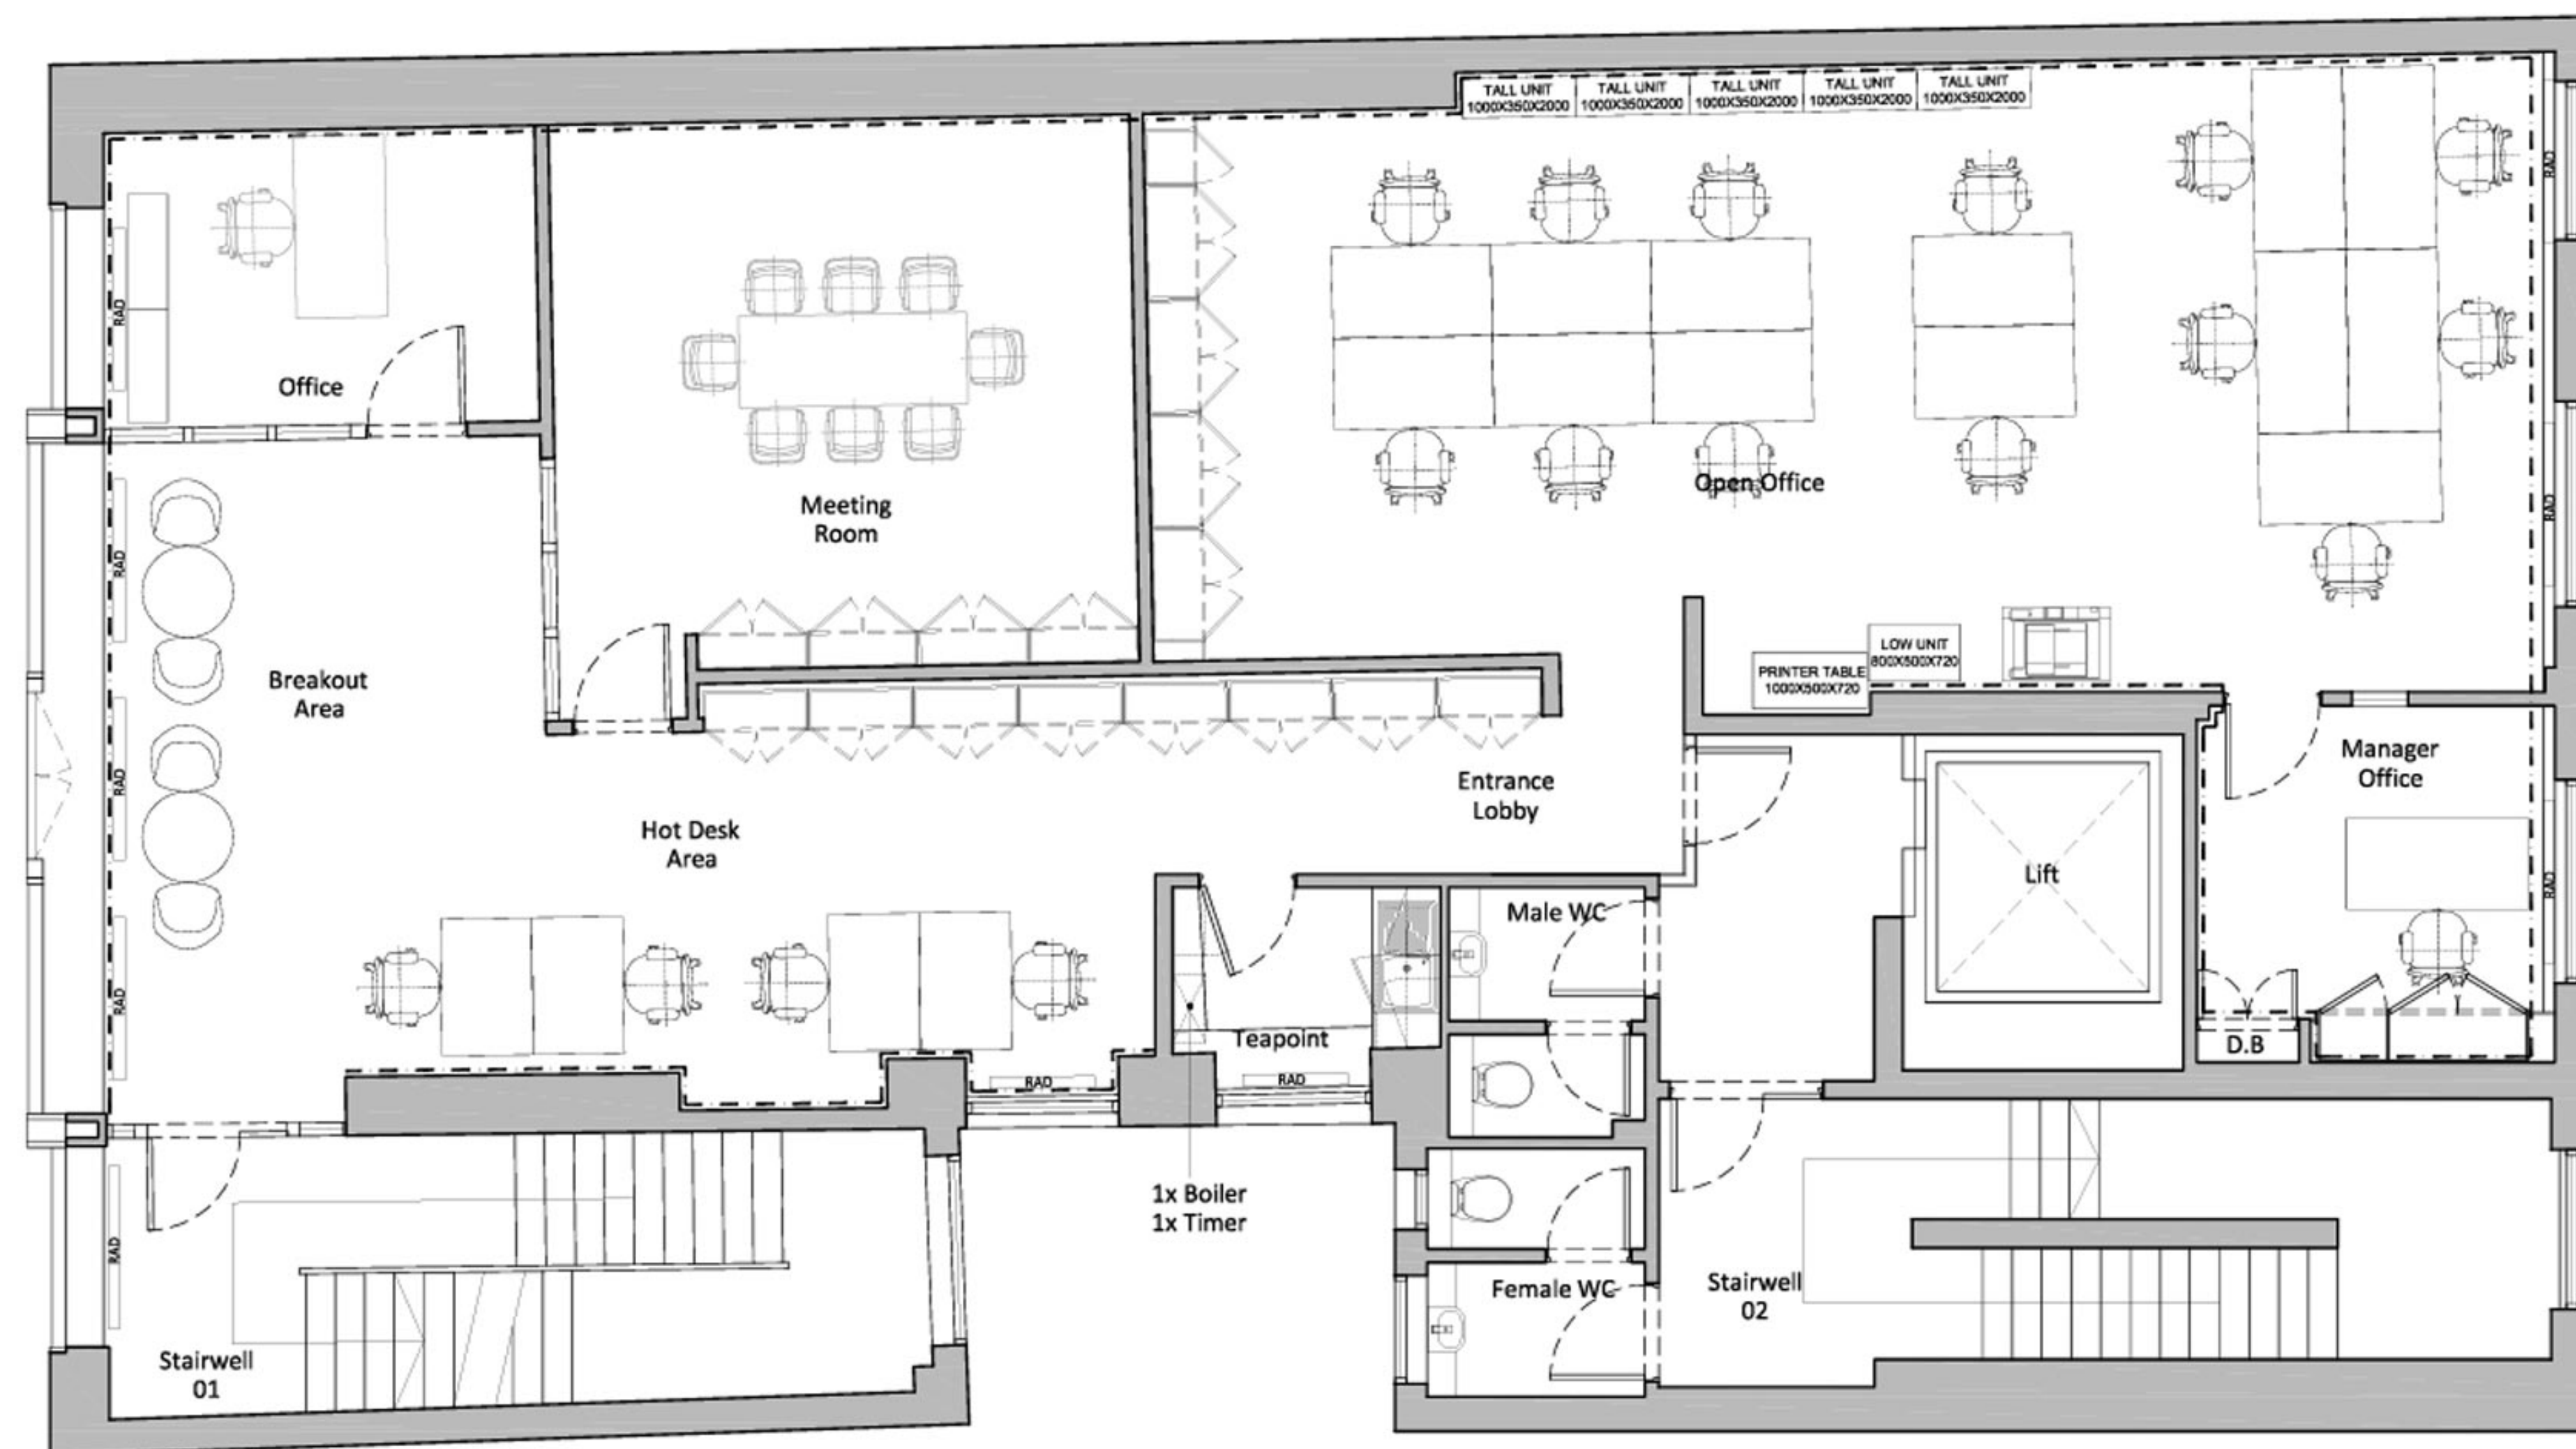 TALL UNIT
1000X350X2000
TALL UNIT
1000X350X2000
TALL UNIT
1000X350X2000
TALL UNIT
1000X350X2000
TALL UNIT
1000X350X2000
RAD
RAD
Office
Meeting
Room
Open Office
RAD
RAD
Breakout
Area
LOW UNIT
800X500X720
PRINTER TABLE
1000X500X720
RAD
Entrance
Lobby
Manager
Office
Hot Desk
Area
Lift
RAD
Male WC
RAD
Teapoint
D.B
RAD
RAD
1x Boiler
1x Timer
RAD
Female WC
Stairwell
02
Stairwell
01